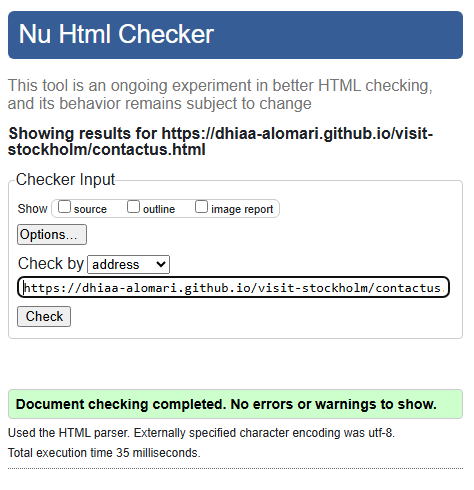 Nu Html Checker
This tool is an ongoing experiment in better HTML checking,
and its behavior remains subject to change
Showing results for https://dhiaa-alomari.github.io/visit-
stockholm/contactus.html
Checker Input
Show source outline image report
Options...
Check by address
https://dhiaa-alomari.github.io/visit-stockholm/contactus.
Check
Document checking completed. No errors or warnings to show.
Used the HTML parser. Externally specified character encoding was utf-8.
Total execution time 35 milliseconds.